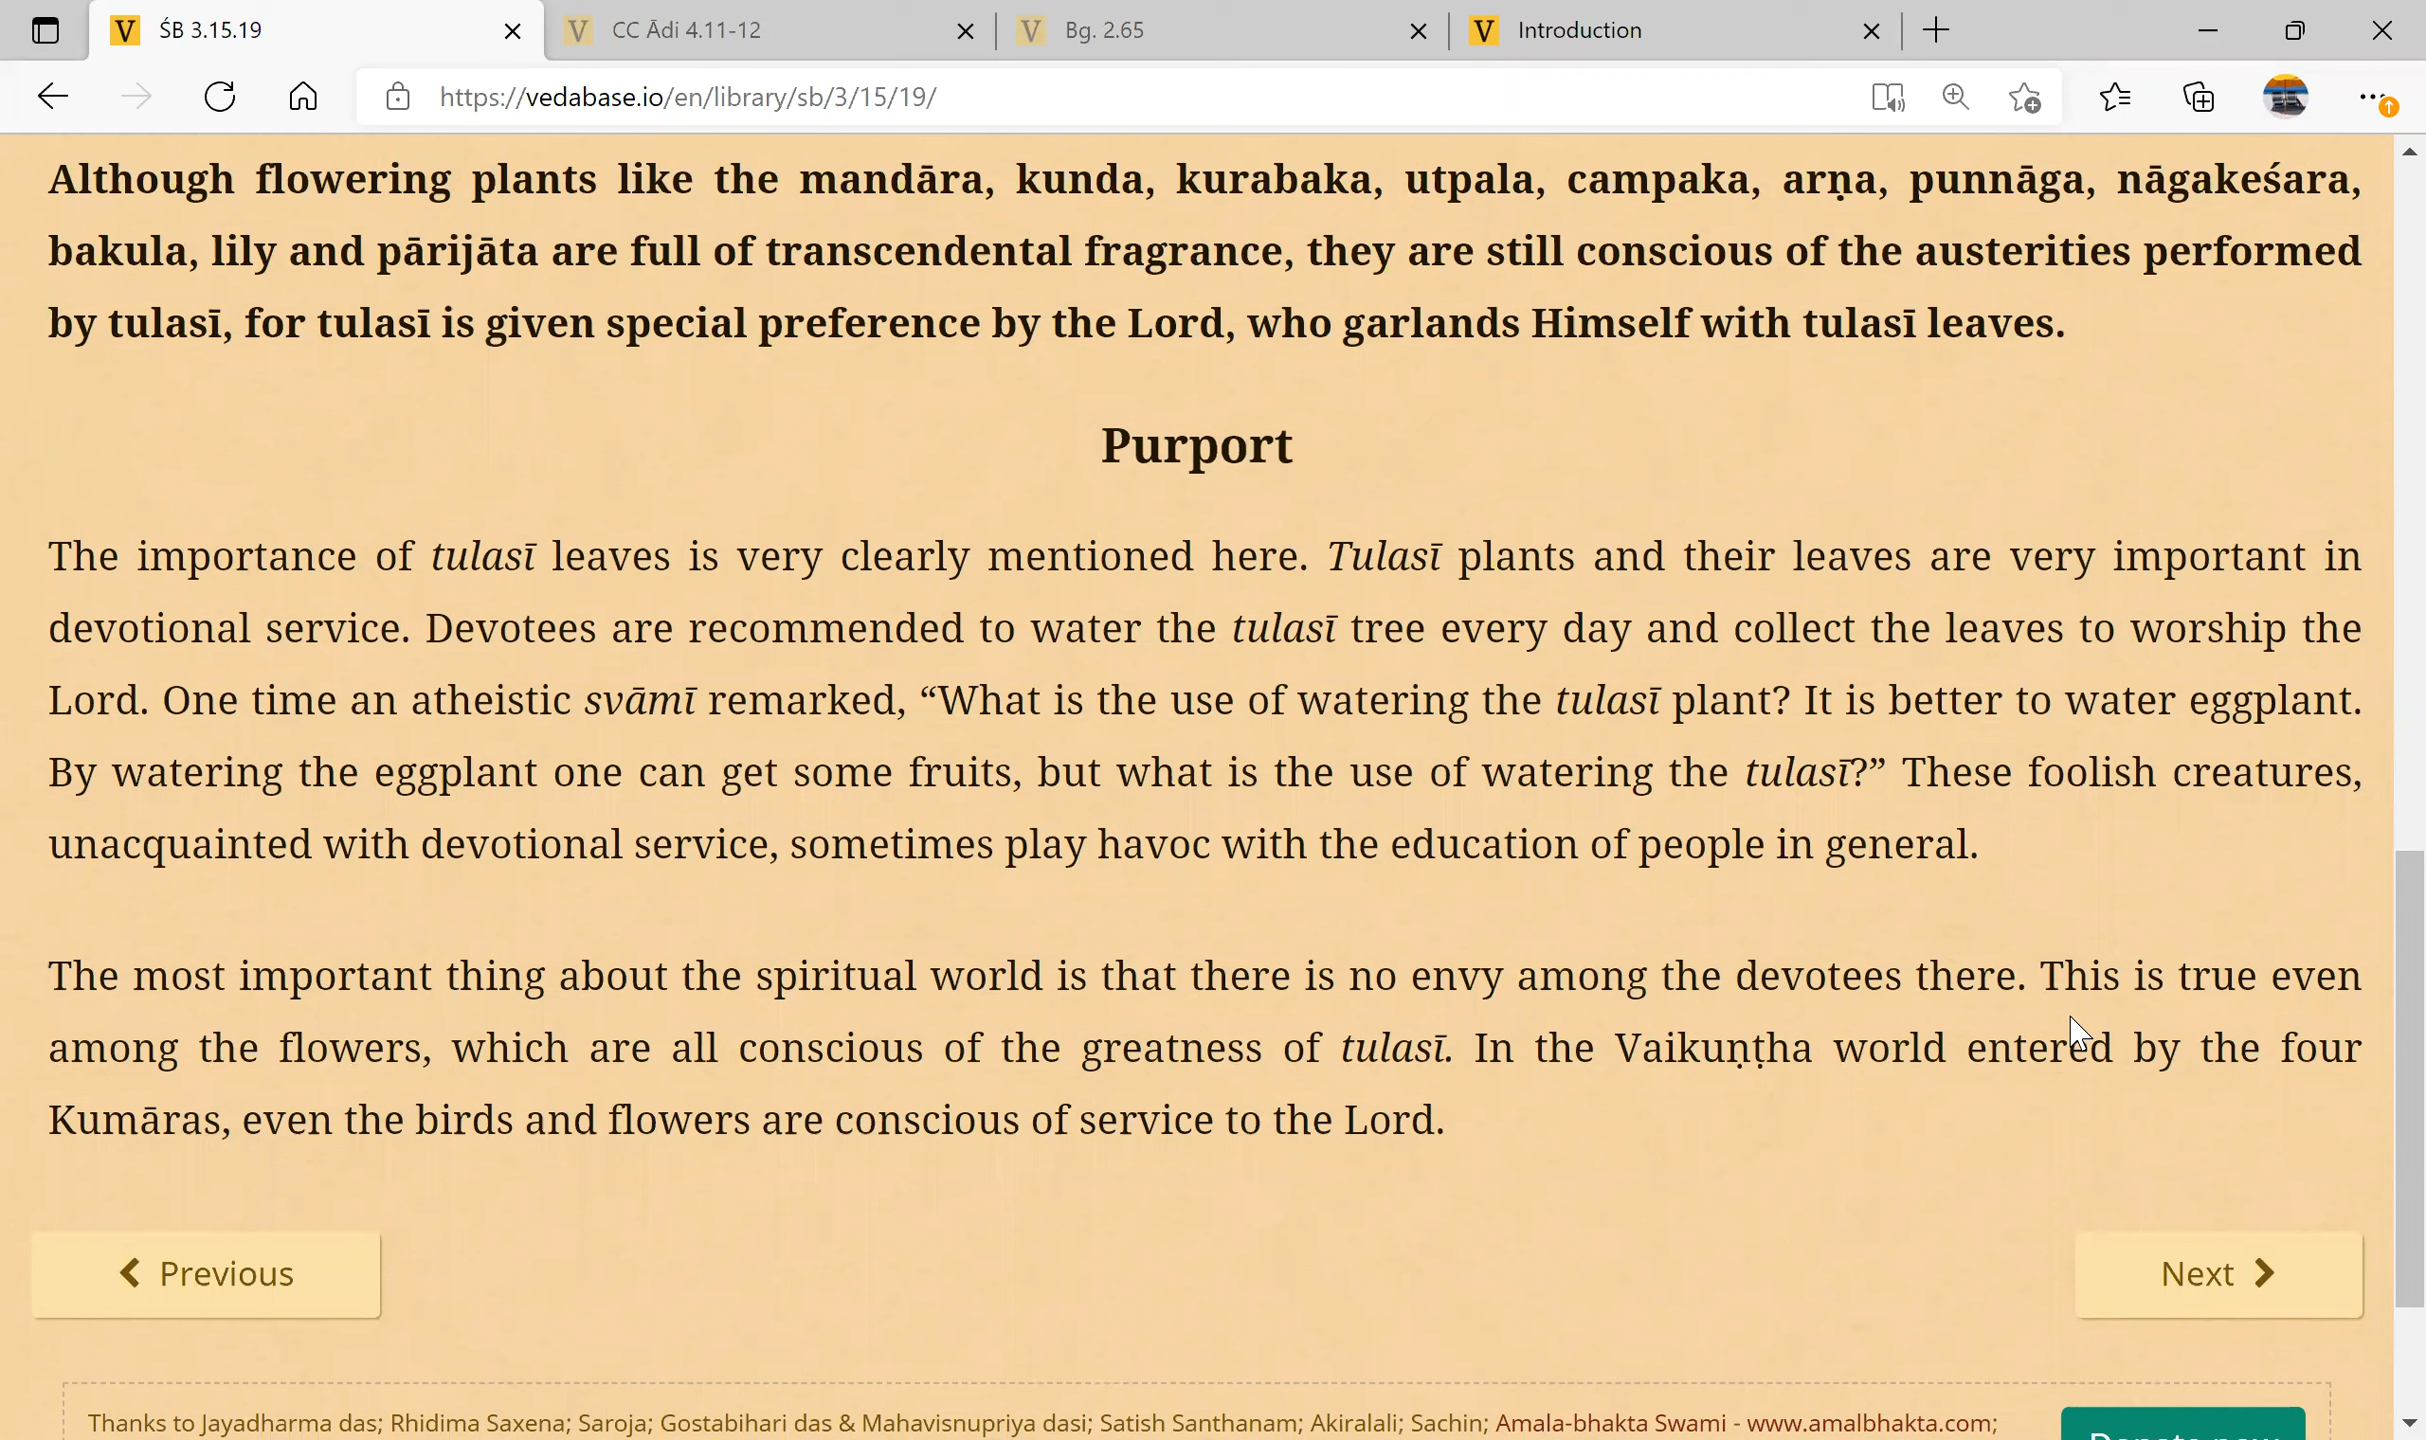 ŚB 3.15.19
CC Ādi 4.11-12
Bg. 2.65
Introduction
https://vedabase.io/en/library/sb/3/15/19/
Although flowering plants like the mandāra, kunda, kurabaka, utpala, campaka, arṇa, punnāga, nāgakeśara,
bakula, lily and pārijāta are full of transcendental fragrance, they are still conscious of the austerities performed
by tulasī, for tulasī is given special preference by the Lord, who garlands Himself with tulasī leaves.
Purport
The importance of tulasī leaves is very clearly mentioned here. Tulasī plants and their leaves are very important in
devotional service. Devotees are recommended to water the tulasī tree every day and collect the leaves to worship the
Lord. One time an atheistic svāmī remarked, “What is the use of watering the tulasī plant? It is better to water eggplant.
By watering the eggplant one can get some fruits, but what is the use of watering the tulasī?” These foolish creatures,
unacquainted with devotional service, sometimes play havoc with the education of people in general.
The most important thing about the spiritual world is that there is no envy among the devotees there. This is true even
among the flowers, which are all conscious of the greatness of tulasī. In the Vaikuṇṭha world entered by the four
Kumāras, even the birds and flowers are conscious of service to the Lord.
Previous
Next
Thanks to Jayadharma das; Rhidima Saxena; Saroja; Gostabihari das & Mahavisnupriya dasi; Satish Santhanam; Akiralali; Sachin; Amala-bhakta Swami - www.amalbhakta.com;
Donate now